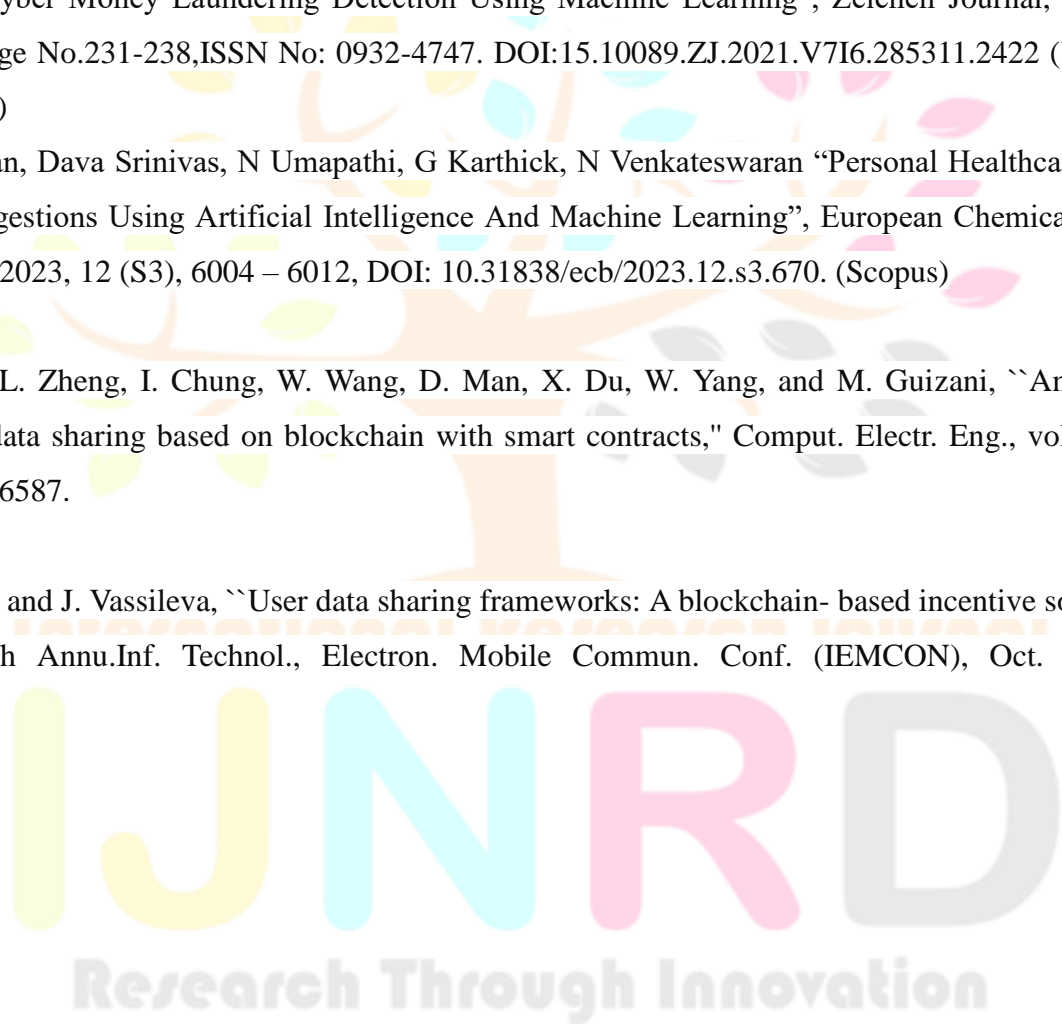 yber Money Laundering Detection Using Machine Learning", Zeichen Journal,
ge No.231-238,ISSN No: 0932-4747. DOI:15.10089.ZJ.2021.V7I6.285311.2422 (
)
an, Dava Srinivas, N Umapathi, G Karthick, N Venkateswaran “Personal Healthca
gestions Using Artificial Intelligence And Machine Learning”, European Chemica
2023, 12 (S3), 6004 – 6012, DOI: 10.31838/ecb/2023.12.s3.670. (Scopus)
L. Zheng, I. Chung, W. Wang, D. Man, X. Du, W. Yang, and M. Guizani, ``An
data sharing based on blockchain with smart contracts,'' Comput. Electr. Eng., vol
6587.
and J. Vassileva, ``User data sharing frameworks: A blockchain- based incentive so
h Annu.Inf. Technol., Electron. Mobile Commun. Conf. (IEMCON), Oct.
International Research Journal
IJNRD
Research Through Innovation